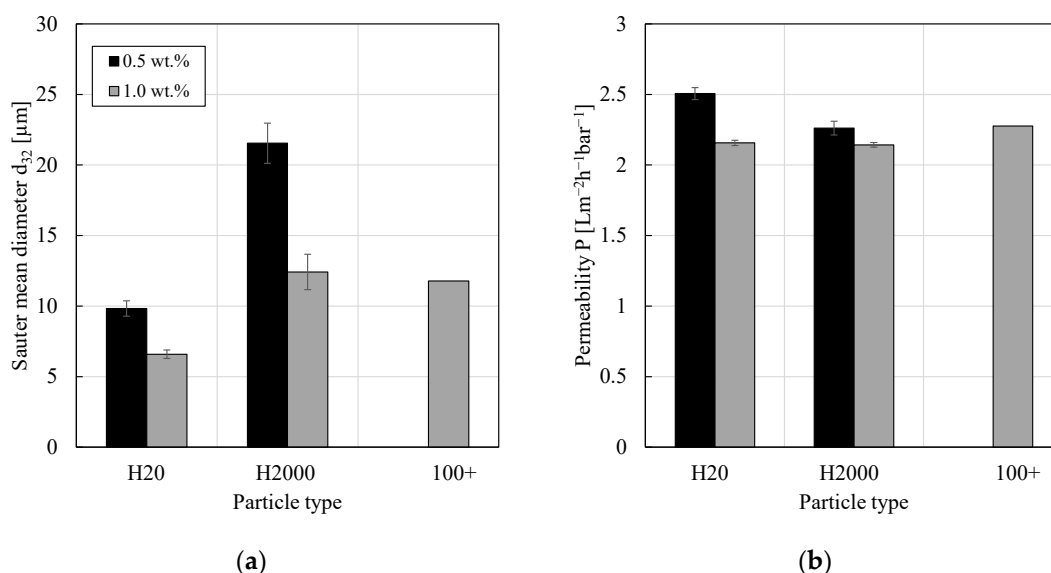 Sauter mean diameter d32 [µm]
30
25
20
15
10
5
0
0.5 wt.%
1.0 wt.%
H20
H2000
100+
Particle type
(a)
Permeability P [Lm−2h−1bar−1]
3
2.5
2
1.5
1
0.5
0
H20
H2000
100+
Particle type
(b)